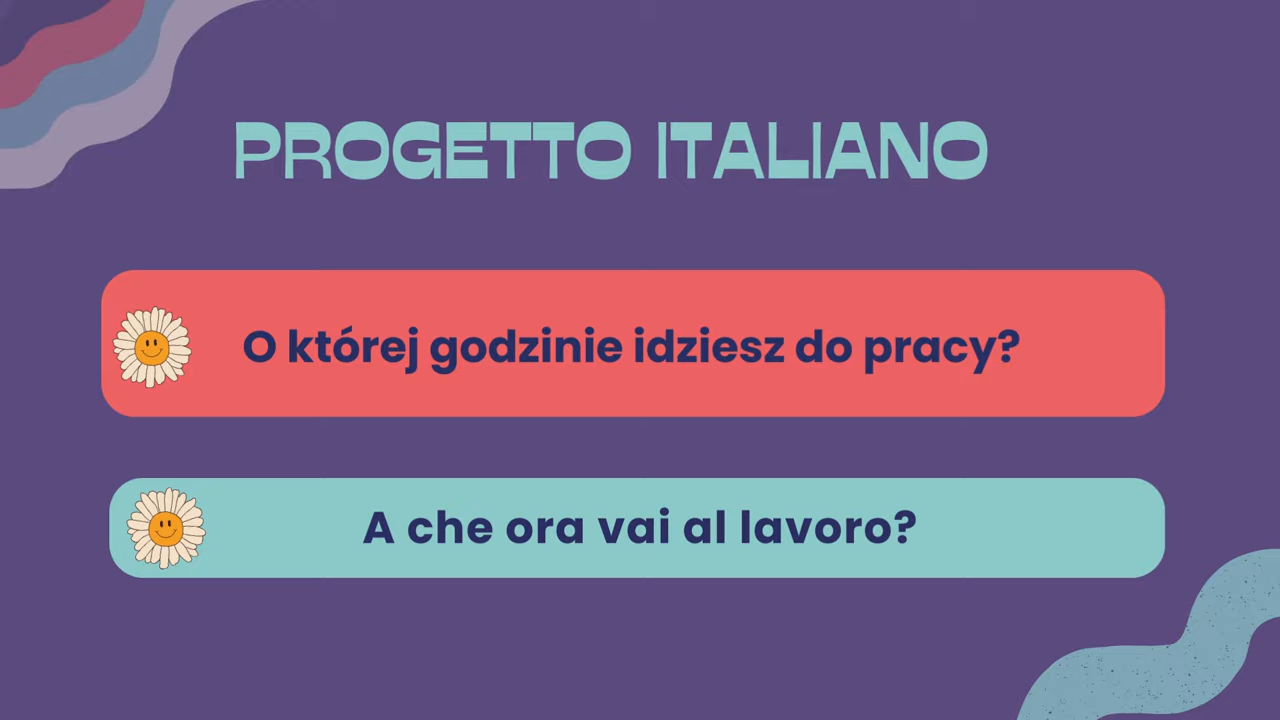 PROGETTO ITALIANO
O której godzinie idziesz do pracy?
A che ora vai al lavoro?